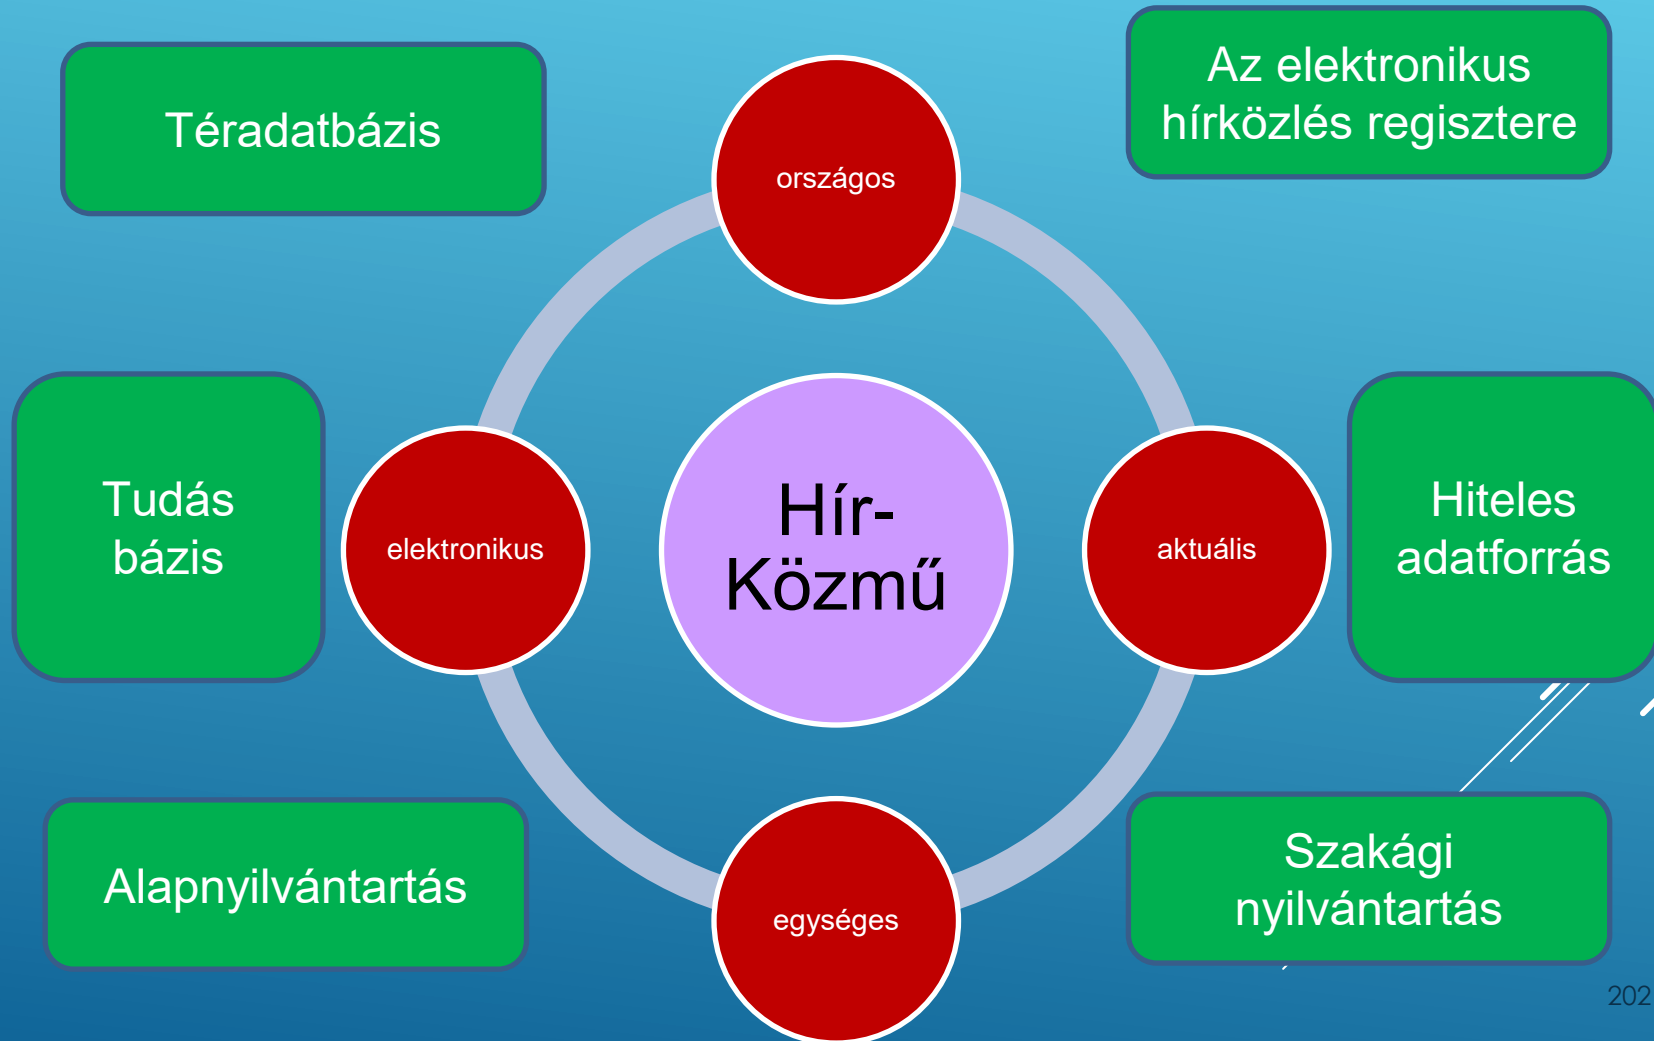 Téradatbázis
Az elektronikus
hírközlés regisztere
országos
Tudás
bázis
elektronikus
Hír-
Közmű
aktuális
Hiteles
adatforrás
Alapnyilvántartás
egységes
Szakági
nyilvántartás
202